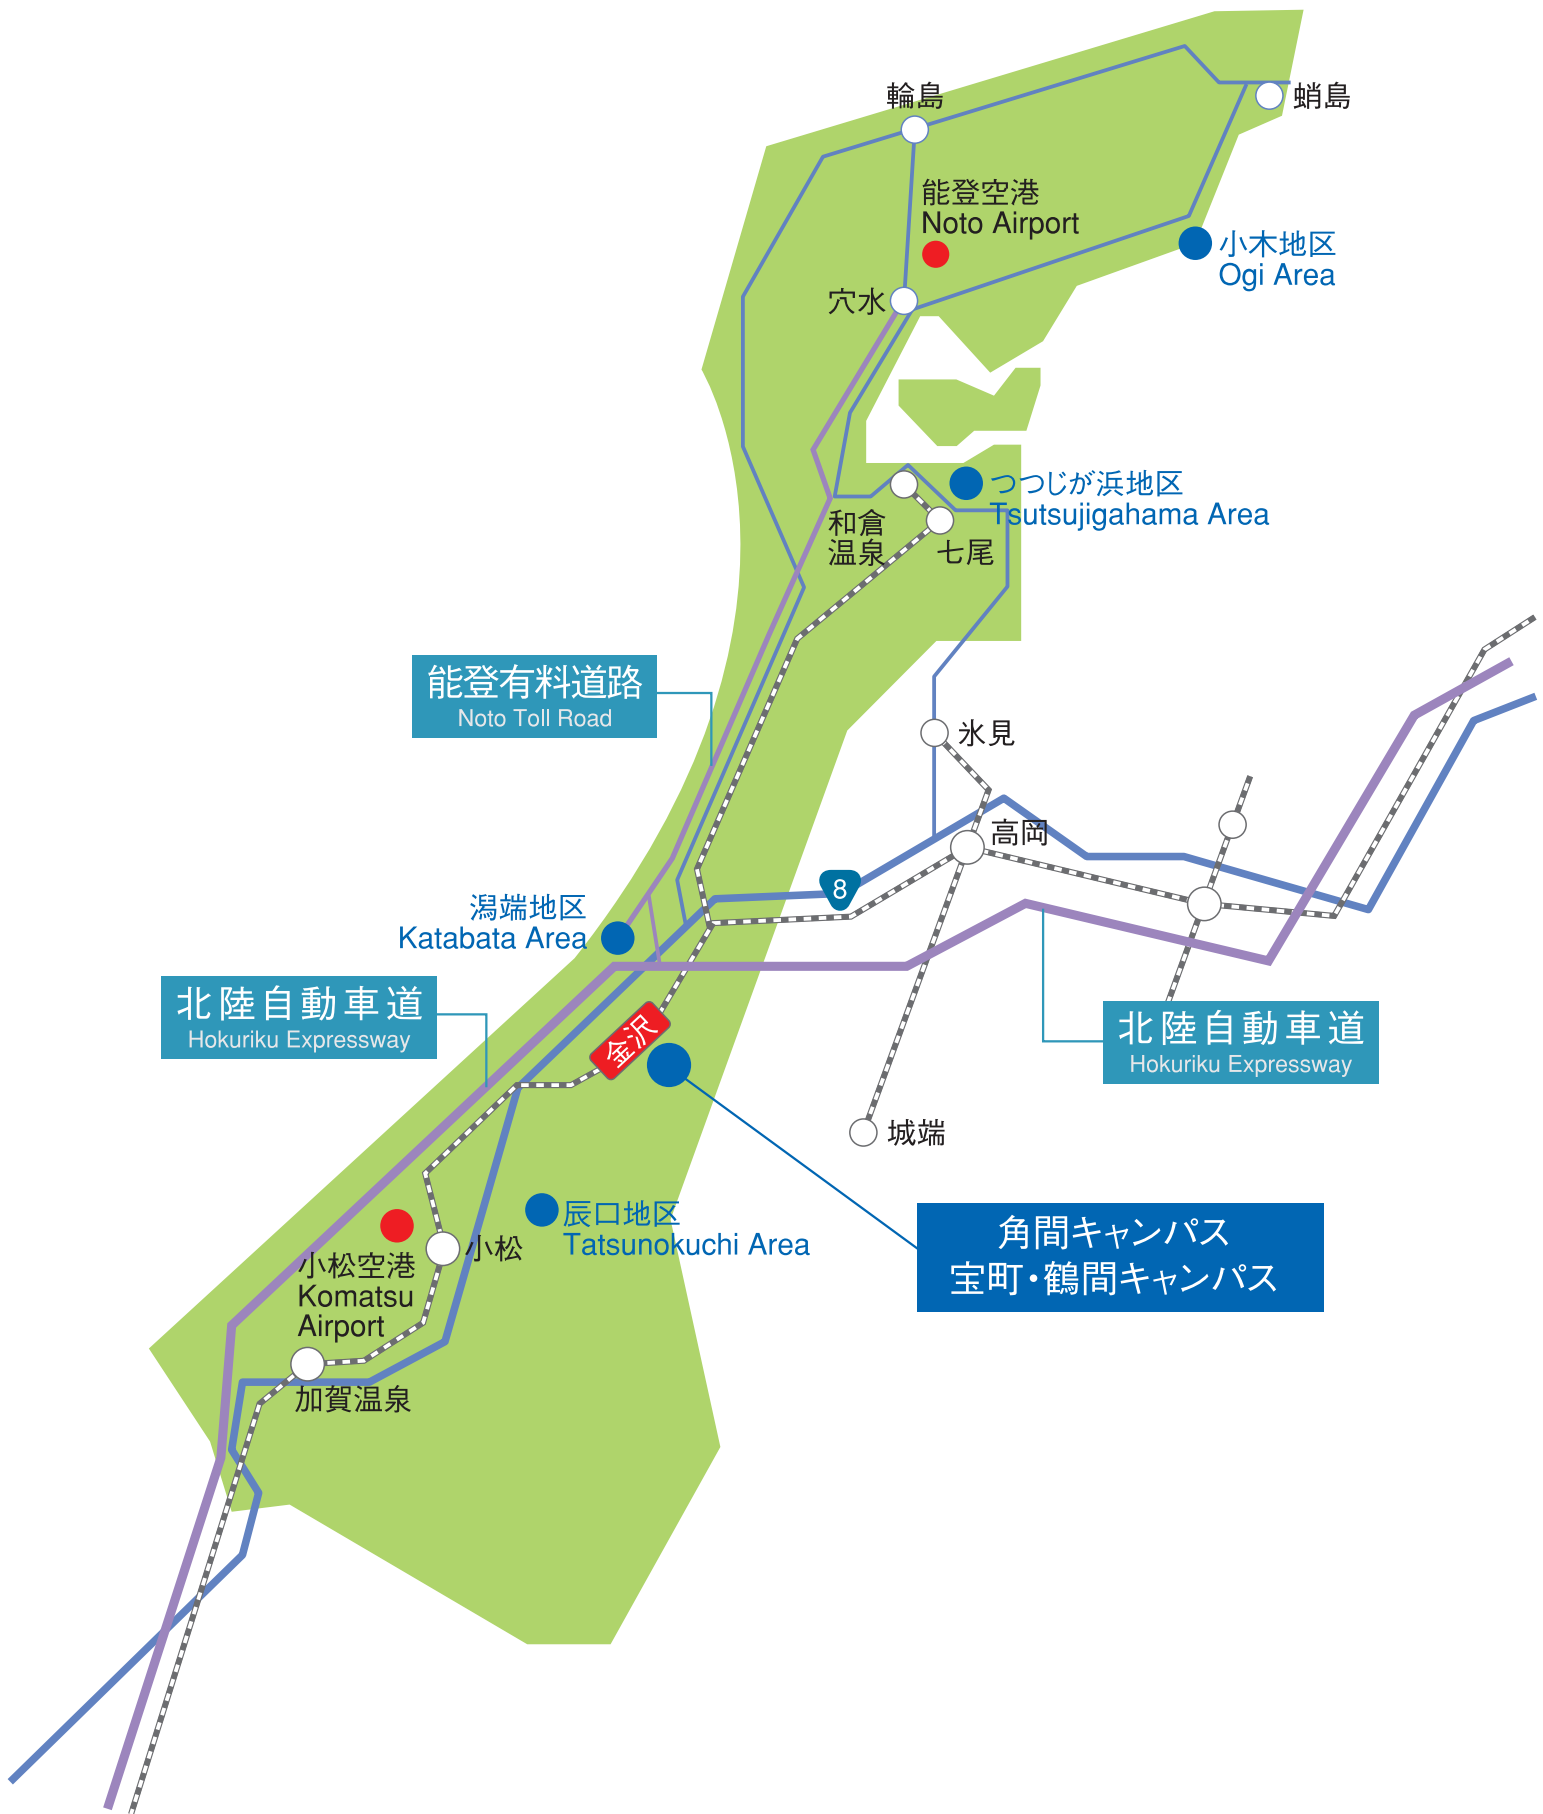 輪島
蛸島
能登空港
Noto Airport
小木地区
Ogi Area
穴水
つつじが浜地区
Tsutsujigahama Area
和倉
温泉
七尾
能登有料道路
Noto Toll Road
氷見
高岡
8
潟端地区
Katabata Area
北陸自動車道
Hokuriku Expressway
金沢
北陸自動車道
Hokuriku Expressway
城端
辰口地区
Tatsunokuchi Area
角間キャンパス
宝町・鶴間キャンパス
小松
小松空港
Komatsu
Airport
加賀温泉